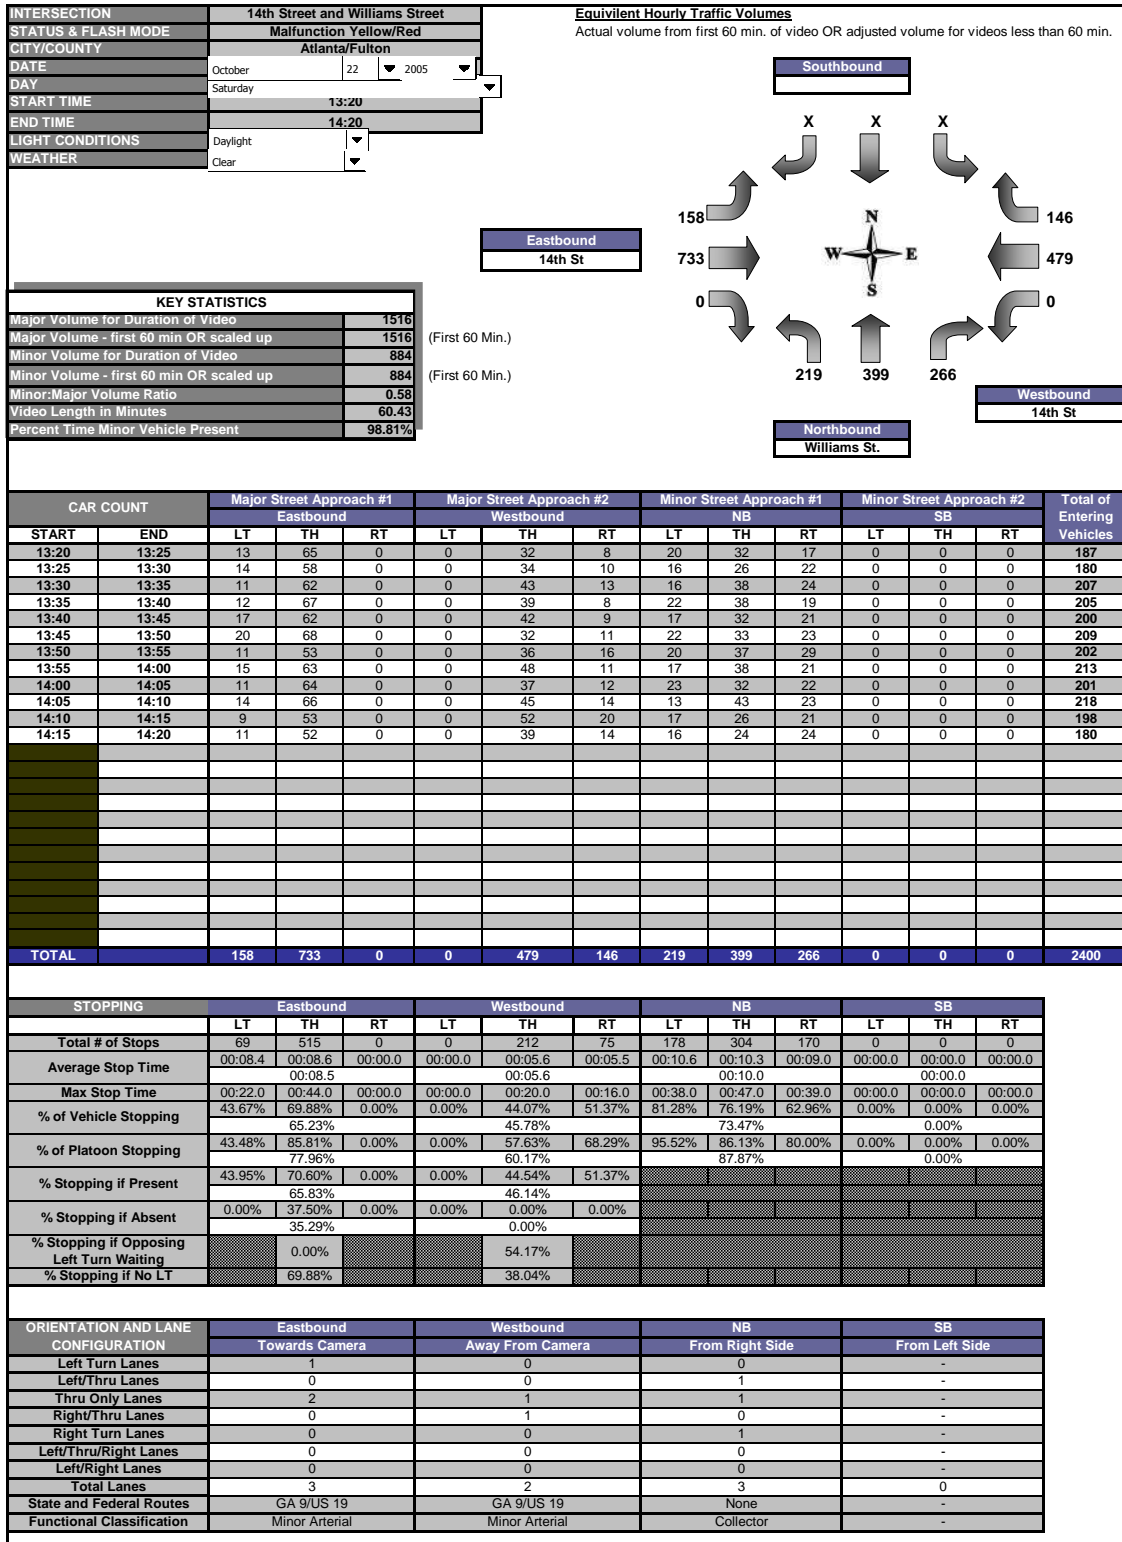 INTERSECTION 14th Street and Williams Street
STATUS & FLASH MODE Malfunction Yellow/Red
CITY/COUNTY Atlanta/Fulton
DATE October 22 2005
DAY Saturday
START TIME 13:20
END TIME 14:20
LIGHT CONDITIONS Daylight
WEATHER Clear
Equivilent Hourly Traffic Volumes
Actual volume from first 60 min. of video OR adjusted volume for videos less than 60 min.
Southbound
X X X
158 N 146
Eastbound
14th St
733 W E 479
S
0 0
219 399 266
Westbound
14th St
Northbound
Williams St.
KEY STATISTICS
Major Volume for Duration of Video 1516
Major Volume - first 60 min OR scaled up 1516 (First 60 Min.)
Minor Volume for Duration of Video 884
Minor Volume - first 60 min OR scaled up 884 (First 60 Min.)
Minor:Major Volume Ratio 0.58
Video Length in Minutes 60.43
Percent Time Minor Vehicle Present 98.81%
CAR COUNT Major Street Approach #1 Major Street Approach #2 Minor Street Approach #1 Minor Street Approach #2 Total of
Eastbound Westbound NB SB Entering
START END LT TH RT LT TH RT LT TH RT LT TH RT Vehicles
13:20 13:25 13 65 0 0 32 8 20 32 17 0 0 0 187
13:25 13:30 14 58 0 0 34 10 16 26 22 0 0 0 180
13:30 13:35 11 62 0 0 43 13 16 38 24 0 0 0 207
13:35 13:40 12 67 0 0 39 8 22 38 19 0 0 0 205
13:40 13:45 17 62 0 0 42 9 17 32 21 0 0 0 200
13:45 13:50 20 68 0 0 32 11 22 33 23 0 0 0 209
13:50 13:55 11 53 0 0 36 16 20 37 29 0 0 0 202
13:55 14:00 15 63 0 0 48 11 17 38 21 0 0 0 213
14:00 14:05 11 64 0 0 37 12 23 32 22 0 0 0 201
14:05 14:10 14 66 0 0 45 14 13 43 23 0 0 0 218
14:10 14:15 9 53 0 0 52 20 17 26 21 0 0 0 198
14:15 14:20 11 52 0 0 39 14 16 24 24 0 0 0 180
TOTAL 158 733 0 0 479 146 219 399 266 0 0 0 2400
STOPPING Eastbound Westbound NB SB
LT TH RT LT TH RT LT TH RT LT TH RT
Total # of Stops 69 515 0 0 212 75 178 304 170 0 0 0
Average Stop Time 00:08.4 00:08.6 00:00.0 00:00.0 00:05.6 00:05.5 00:10.6 00:10.3 00:09.0 00:00.0 00:00.0 00:00.0
00:08.5 00:05.6 00:10.0 00:00.0
Max Stop Time 00:22.0 00:44.0 00:00.0 00:00.0 00:20.0 00:16.0 00:38.0 00:47.0 00:39.0 00:00.0 00:00.0 00:00.0
% of Vehicle Stopping 43.67% 69.88% 0.00% 0.00% 44.07% 51.37% 81.28% 76.19% 62.96% 0.00% 0.00% 0.00%
65.23% 45.78% 73.47% 0.00%
% of Platoon Stopping 43.48% 85.81% 0.00% 0.00% 57.63% 68.29% 95.52% 86.13% 80.00% 0.00% 0.00% 0.00%
77.96% 60.17% 87.87% 0.00%
% Stopping if Present 43.95% 70.60% 0.00% 0.00% 44.54% 51.37%
65.83% 46.14%
% Stopping if Absent 0.00% 37.50% 0.00% 0.00% 0.00% 0.00%
35.29% 0.00%
% Stopping if Opposing
Left Turn Waiting 0.00% 54.17%
% Stopping if No LT 69.88% 38.04%
ORIENTATION AND LANE Eastbound Westbound NB SB
CONFIGURATION Towards Camera Away From Camera From Right Side From Left Side
Left Turn Lanes 1 0 0 -
Left/Thru Lanes 0 0 1 -
Thru Only Lanes 2 1 1 -
Right/Thru Lanes 0 1 0 -
Right Turn Lanes 0 0 1 -
Left/Thru/Right Lanes 0 0 0 -
Left/Right Lanes 0 0 0 -
Total Lanes 3 2 3 0
State and Federal Routes GA 9/US 19 GA 9/US 19 None -
Functional Classification Minor Arterial Minor Arterial Collector -